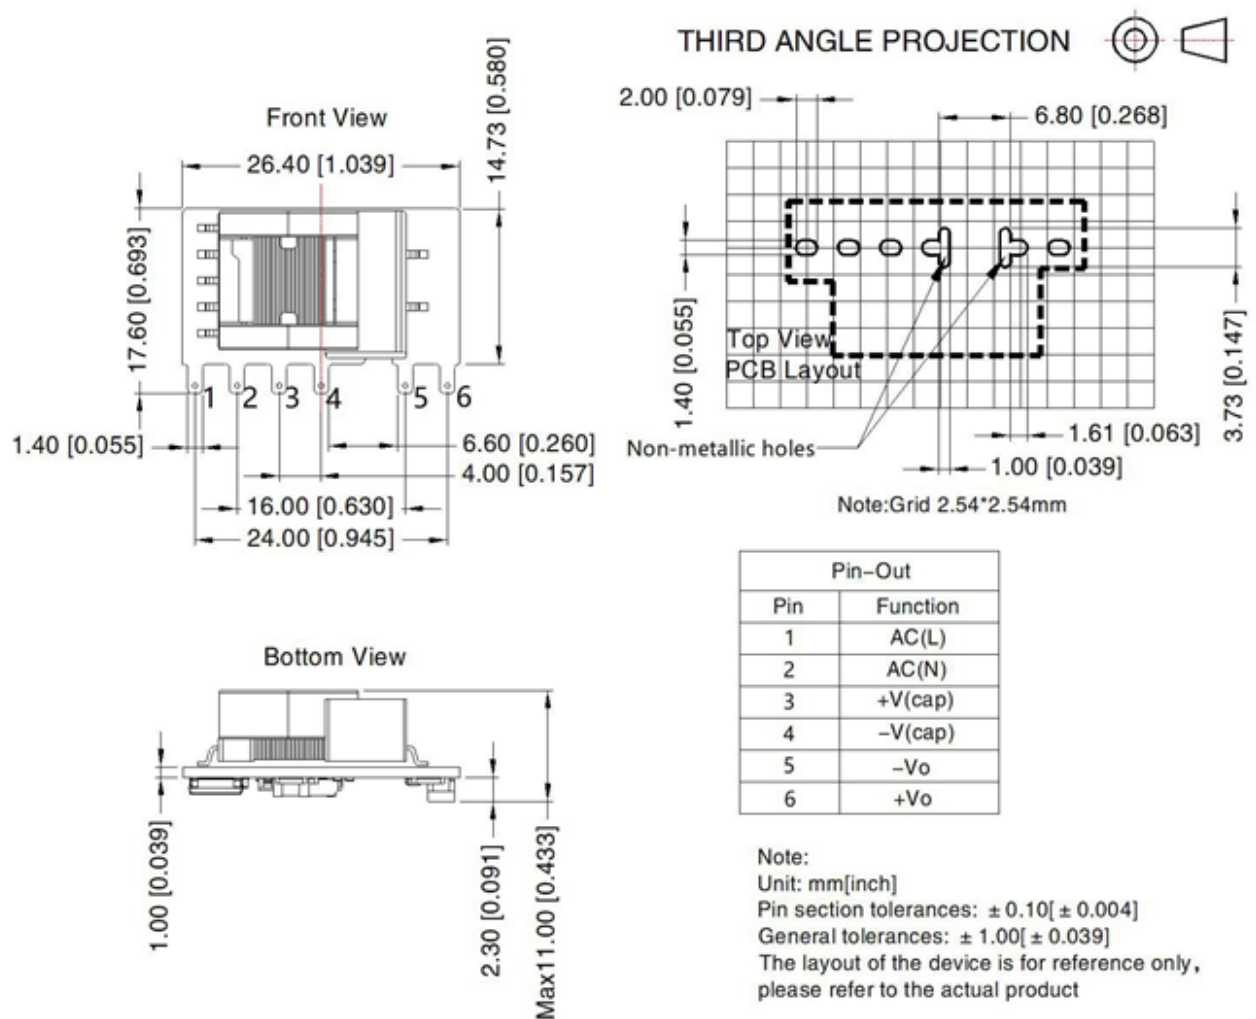 THIRD ANGLE PROJECTION
Front View
26.40 [1.039]
14.73 [0.580]
17.60 [0.693]
1 2 3 4 5 6
1.40 [0.055]
6.60 [0.260]
4.00 [0.157]
16.00 [0.630]
24.00 [0.945]
2.00 [0.079]
6.80 [0.268]
1.40 [0.055]
Top View
PCB Layout
3.73 [0.147]
Non-metallic holes
1.61 [0.063]
1.00 [0.039]
Note:Grid 2.54*2.54mm
Bottom View
1.00 [0.039]
2.30 [0.091]
Max11.00 [0.433]
Pin-Out
Pin Function
1 AC(L)
2 AC(N)
3 +V(cap)
4 -V(cap)
5 -Vo
6 +Vo
Note:
Unit: mm[inch]
Pin section tolerances: ± 0.10[ ± 0.004]
General tolerances: ± 1.00[ ± 0.039]
The layout of the device is for reference only,
please refer to the actual product